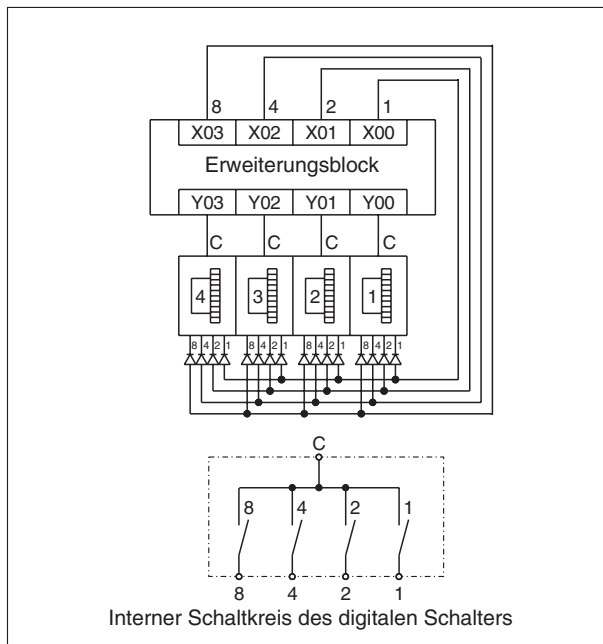 8 4 2 1
X03 X02 X01 X00
Erweiterungsblock
Y03 Y02 Y01 Y00
C C C C
4 3 2 1
8 4 2 1 8 4 2 1 8 4 2 1 8 4 2 1
C
8 4 2 1
8 4 2 1
Interner Schaltkreis des digitalen Schalters